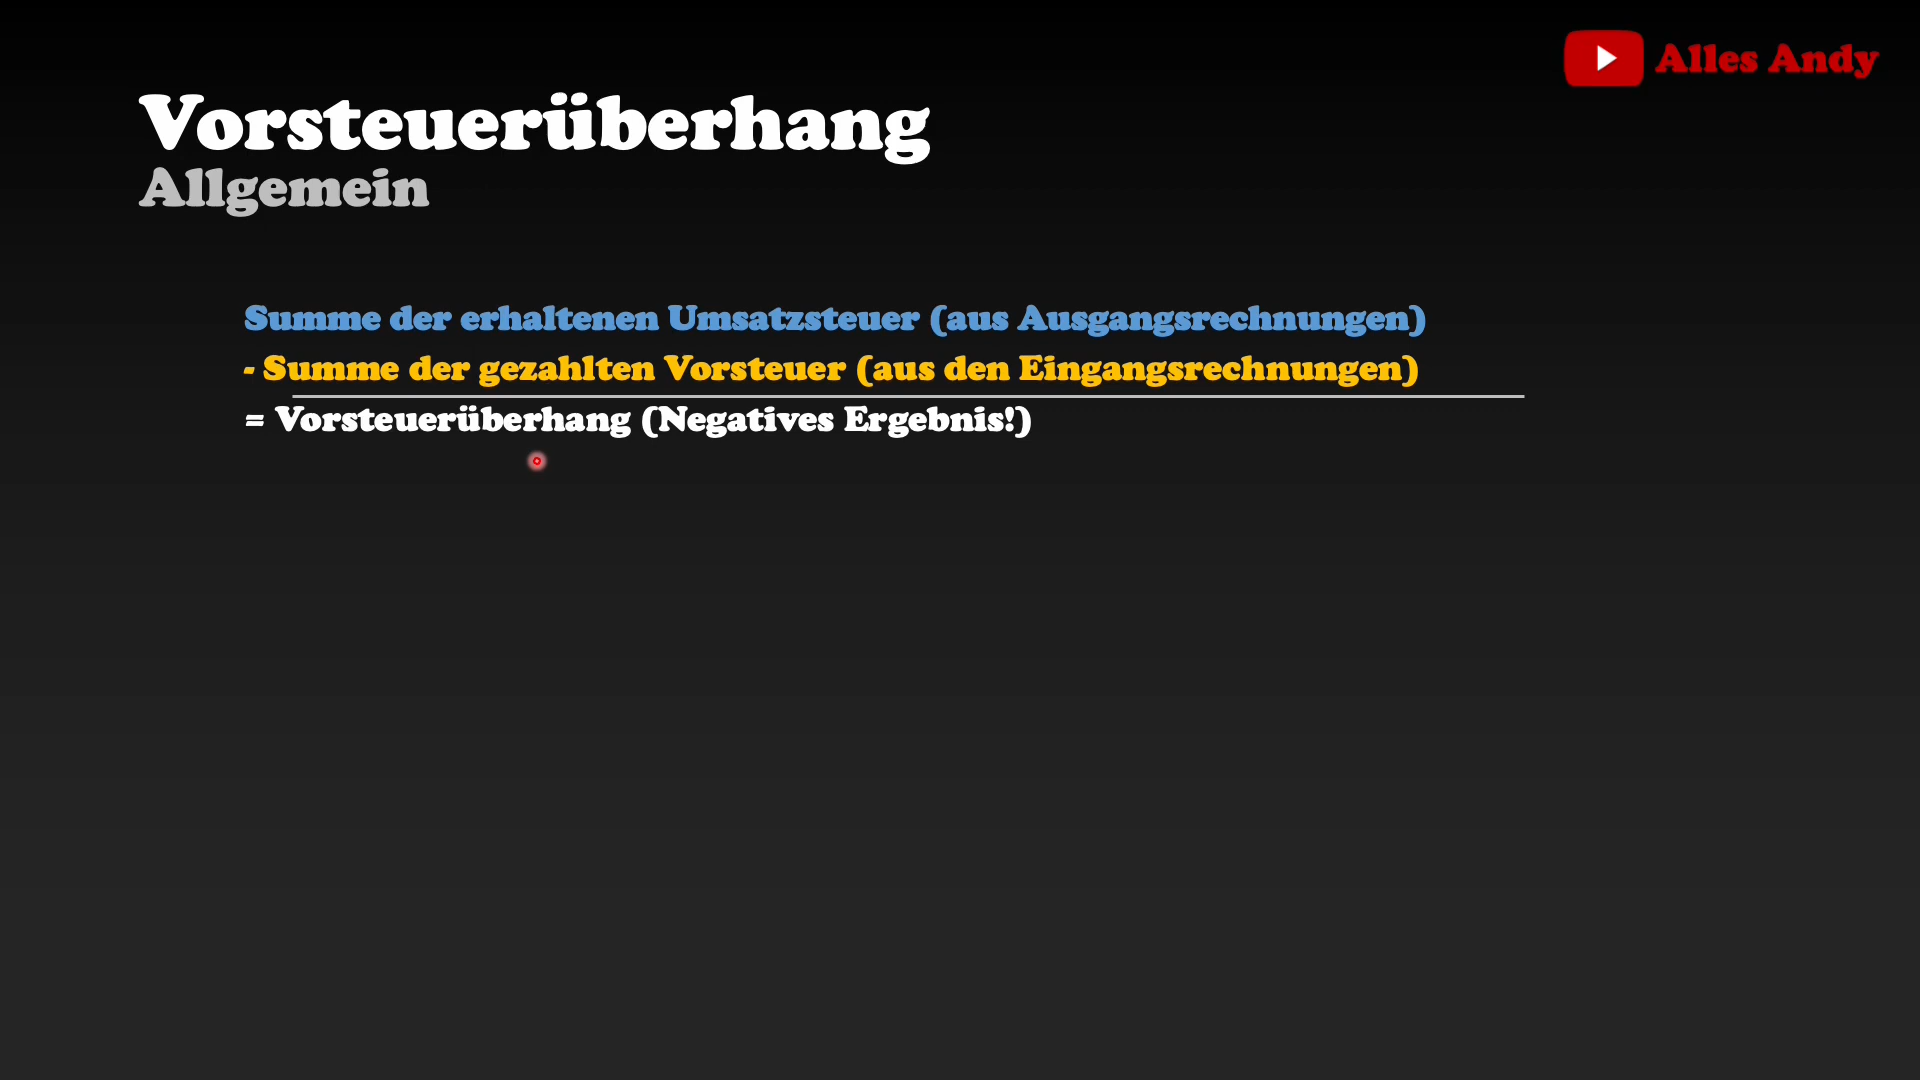 Alles Andy
Vorsteuerüberhang
Allgemein
Summe der erhaltenen Umsatzsteuer (aus Ausgangsrechnungen)
- Summe der gezahlten Vorsteuer (aus den Eingangsrechnungen)
= Vorsteuerüberhang (Negatives Ergebnis!)